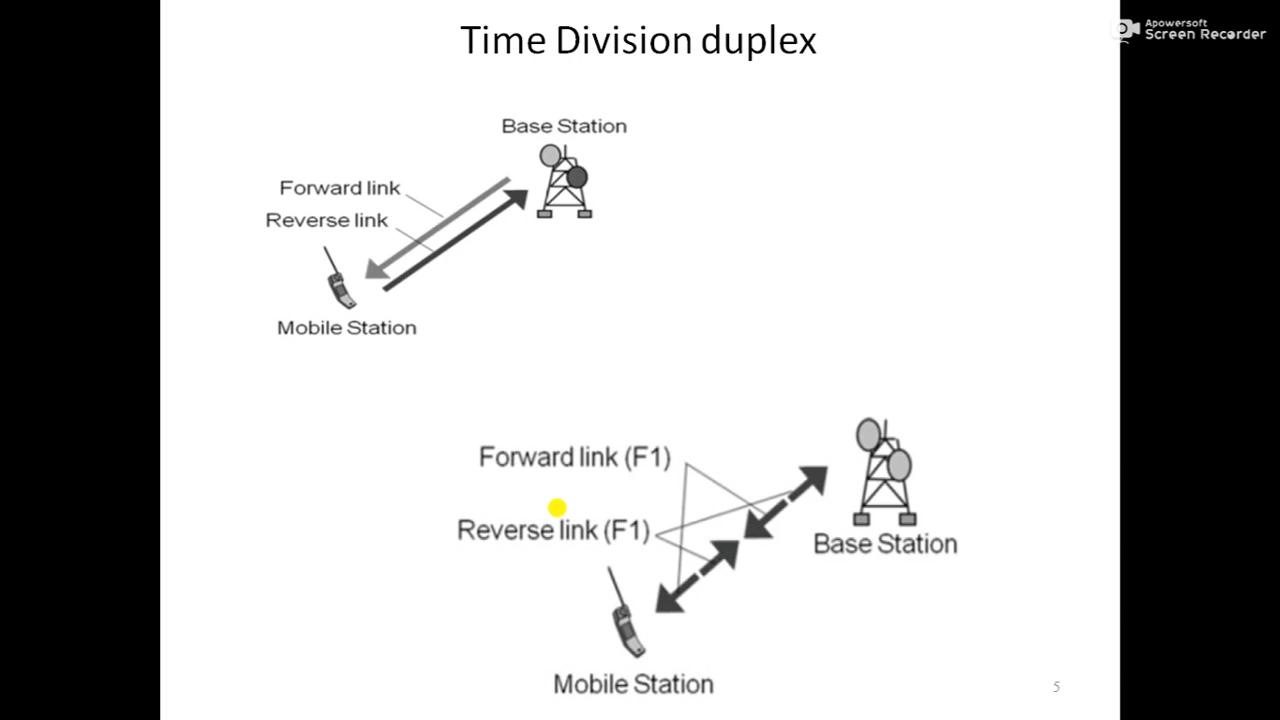 Time Division duplex
Apowersoft
Screen Recorder
Base Station
Forward link
Reverse link
Mobile Station
Forward link (F1)
Reverse link (F1)
Base Station
Mobile Station
5